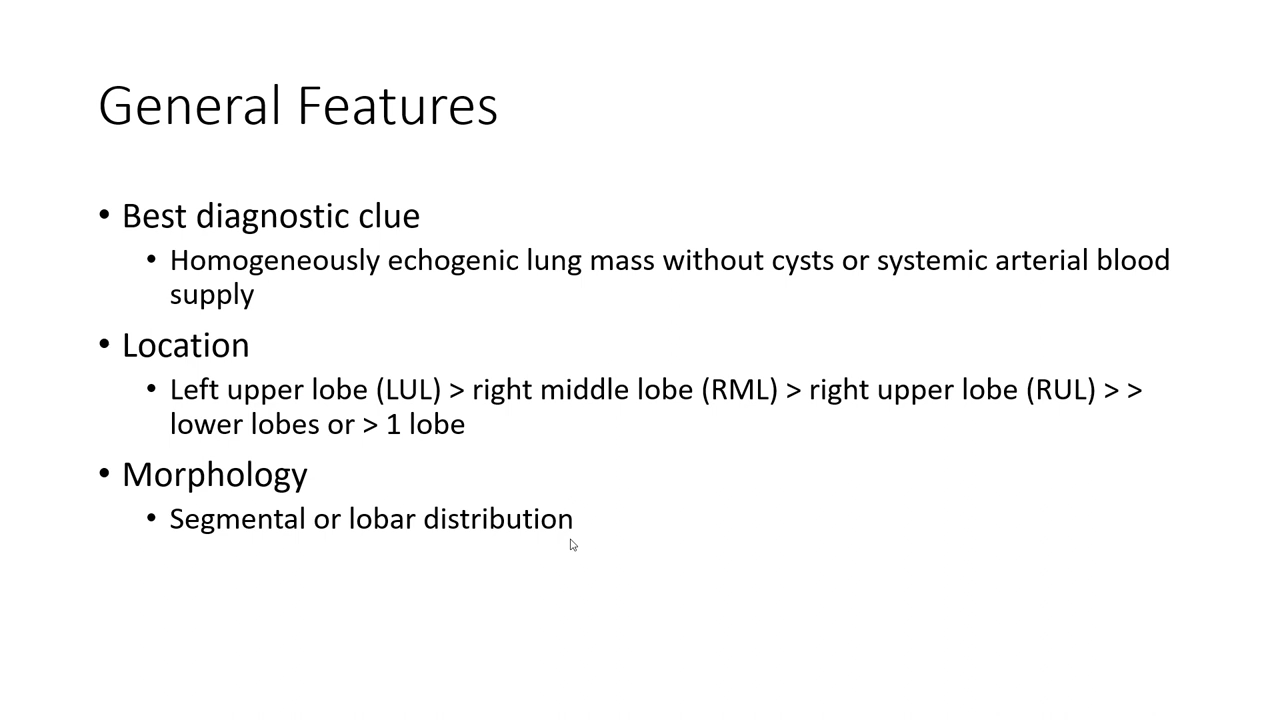 General Features
• Best diagnostic clue
• Homogeneously echogenic lung mass without cysts or systemic arterial blood
supply
• Location
• Left upper lobe (LUL) > right middle lobe (RML) > right upper lobe (RUL) > >
lower lobes or > 1 lobe
• Morphology
• Segmental or lobar distribution